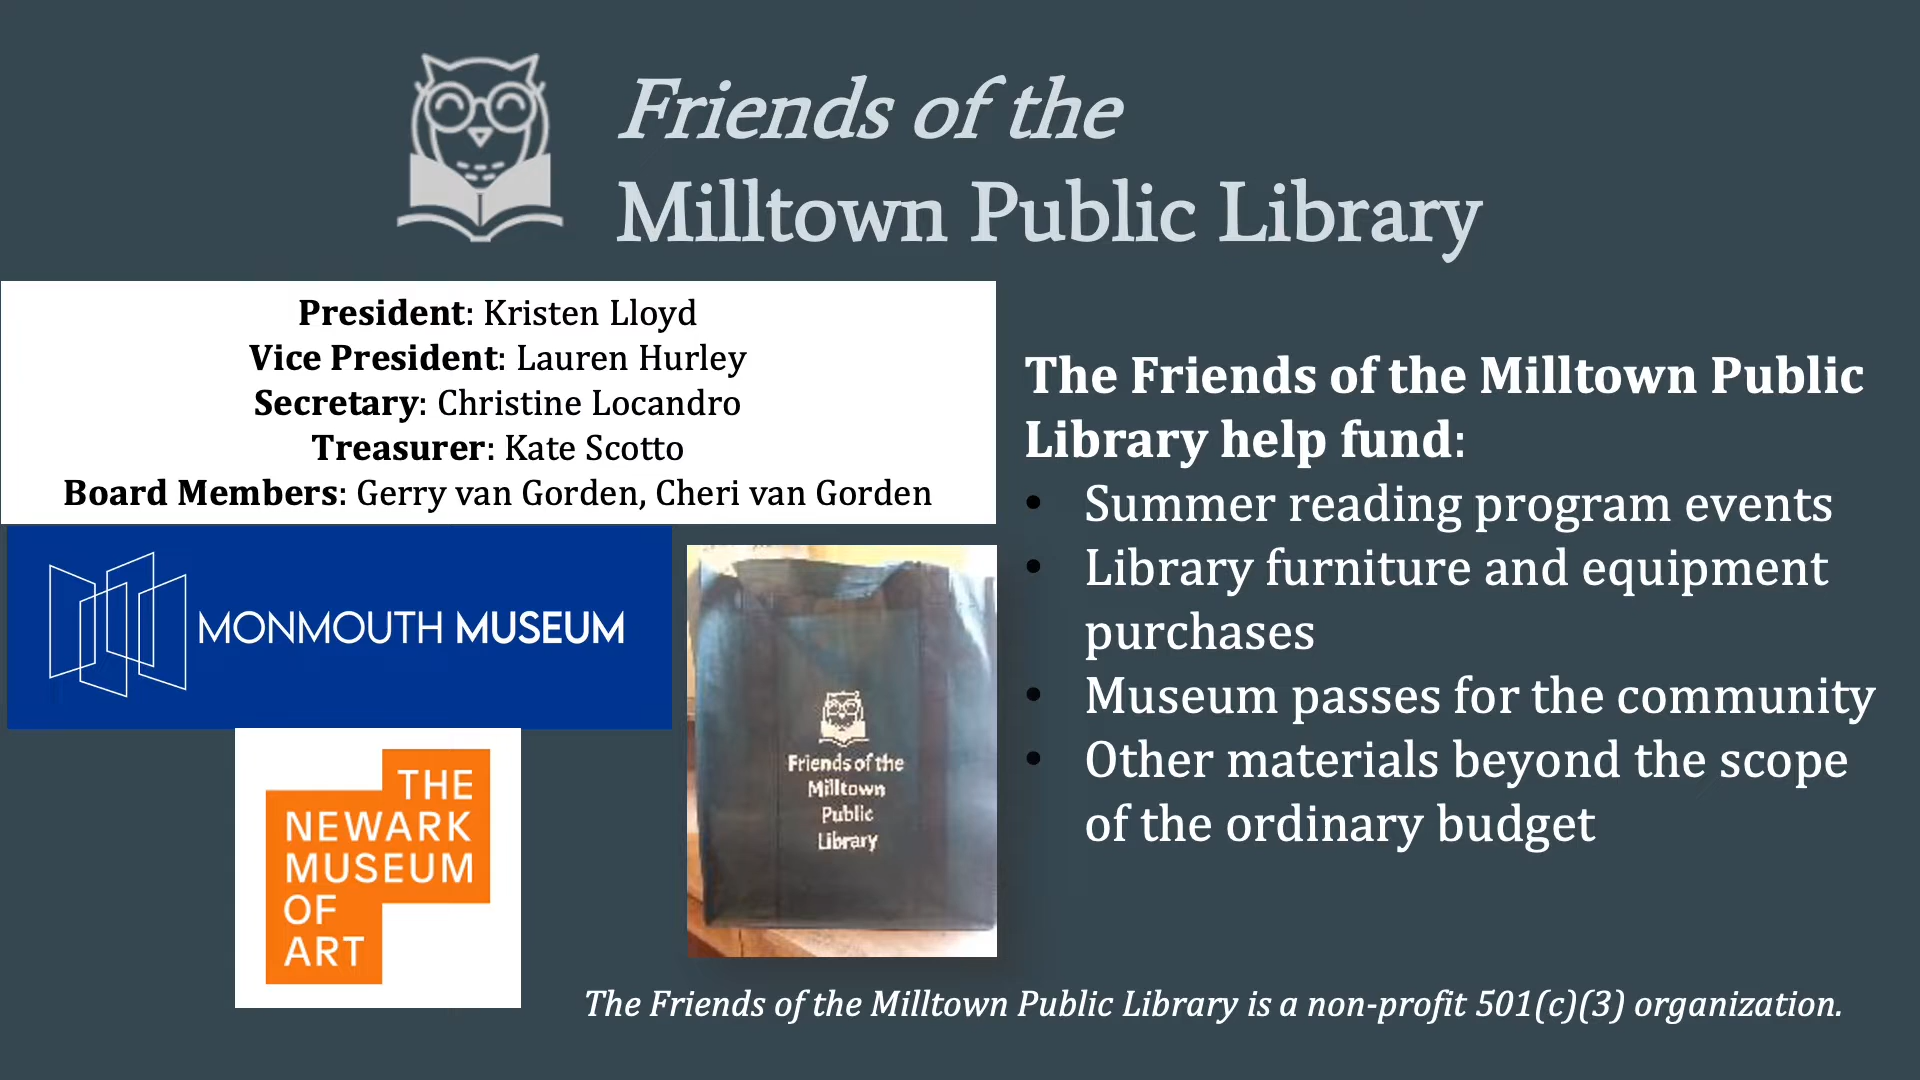 Friends of the
Milltown Public Library
President: Kristen Lloyd
Vice President: Lauren Hurley
Secretary: Christine Locandro
Treasurer: Kate Scotto
Board Members: Gerry van Gorden, Cheri van Gorden
MONMOUTH MUSEUM
THE
NEWARK
MUSEUM
OF
ART
Friends of the
Milltown
Public
Library
The Friends of the Milltown Public
Library help fund:
• Summer reading program events
• Library furniture and equipment
purchases
• Museum passes for the community
• Other materials beyond the scope
of the ordinary budget
The Friends of the Milltown Public Library is a non-profit 501(c)(3) organization.